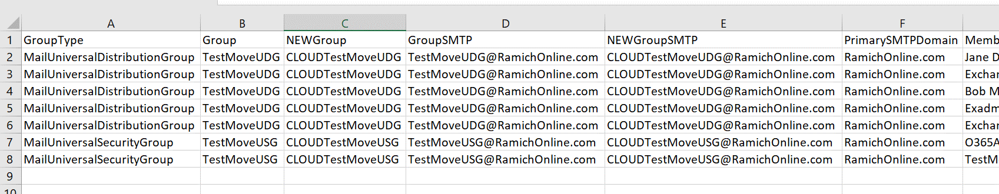 A B C D E F
1 GroupType Group NEWGroup GroupSMTP NEWGroupSMTP PrimarySMTPDomain Memb
2 MailUniversalDistributionGroup TestMoveUDG CLOUDTestMoveUDG TestMoveUDG@RamichOnline.com CLOUDTestMoveUDG@RamichOnline.com RamichOnline.com Jane D
3 MailUniversalDistributionGroup TestMoveUDG CLOUDTestMoveUDG TestMoveUDG@RamichOnline.com CLOUDTestMoveUDG@RamichOnline.com RamichOnline.com Exchan
4 MailUniversalDistributionGroup TestMoveUDG CLOUDTestMoveUDG TestMoveUDG@RamichOnline.com CLOUDTestMoveUDG@RamichOnline.com RamichOnline.com Bob M
5 MailUniversalDistributionGroup TestMoveUDG CLOUDTestMoveUDG TestMoveUDG@RamichOnline.com CLOUDTestMoveUDG@RamichOnline.com RamichOnline.com Exadm
6 MailUniversalDistributionGroup TestMoveUDG CLOUDTestMoveUDG TestMoveUDG@RamichOnline.com CLOUDTestMoveUDG@RamichOnline.com RamichOnline.com Exchan
7 MailUniversalSecurityGroup TestMoveUSG CLOUDTestMoveUSG TestMoveUSG@RamichOnline.com CLOUDTestMoveUSG@RamichOnline.com RamichOnline.com O365A
8 MailUniversalSecurityGroup TestMoveUSG CLOUDTestMoveUSG TestMoveUSG@RamichOnline.com CLOUDTestMoveUSG@RamichOnline.com RamichOnline.com TestM
9
10